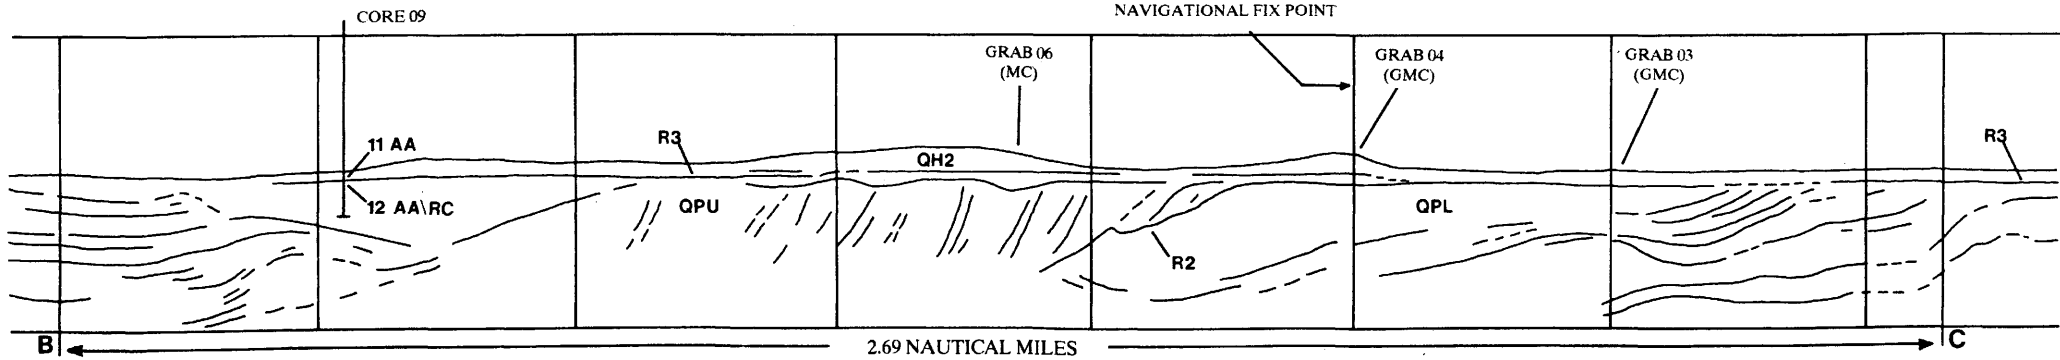 CORE 09
NAVIGATIONAL FIX POINT
GRAB 06
(MC)
GRAB 04
(GMC)
GRAB 03
(GMC)
11 AA
R3
QH2
R3
12 AA\RC
QPU
QPL
R2
B
2.69 NAUTICAL MILES
C